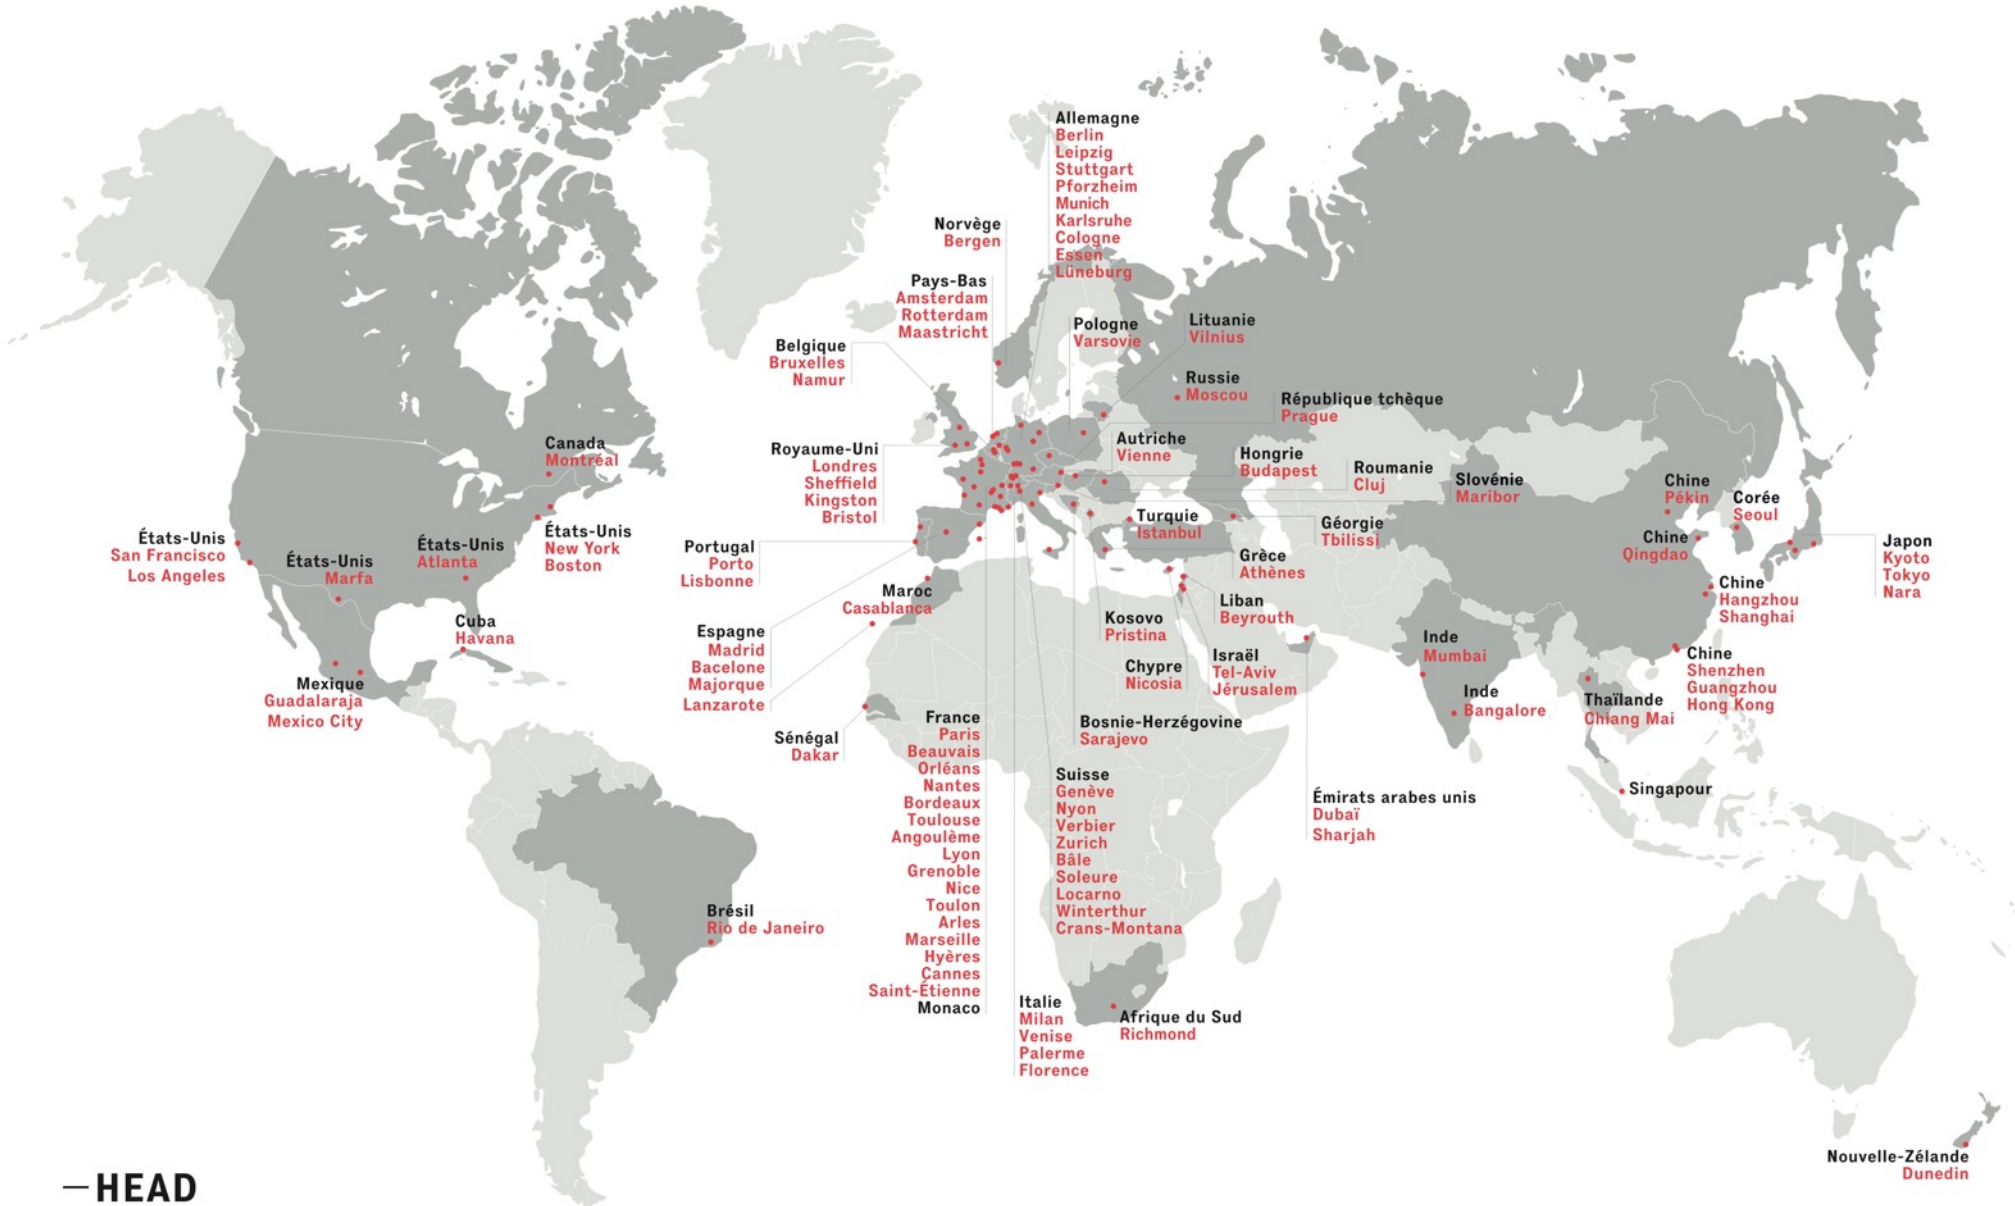 Allemagne
Berlin
Leipzig
Stuttgart
Pforzheim
Munich
Karlsruhe
Cologne
Essen
Lüneburg
Norvège
Bergen
Pays-Bas
Amsterdam
Rotterdam
Maastricht
Belgique
Bruxelles
Namur
Pologne
Varsovie
Lituanie
Vilnius
Russie
Moscou
République tchèque
Prague
Autriche
Vienne
Hongrie
Budapest
Roumanie
Cluj
Slovénie
Maribor
Royaume-Uni
Londres
Sheffield
Kingston
Bristol
Canada
Montréal
États-Unis
New York
Boston
États-Unis
San Francisco
Los Angeles
États-Unis
Marfa
États-Unis
Atlanta
Cuba
Havana
Mexique
Guadalaraja
Mexico City
Portugal
Porto
Lisbonne
Maroc
Casablanca
Espagne
Madrid
Bacelone
Majorque
Lanzarote
Sénégal
Dakar
Turquie
Istanbul
Géorgie
Tbilissi
Grèce
Athènes
Liban
Beyrouth
Kosovo
Pristina
Chypre
Nicosia
Israël
Tel-Aviv
Jérusalem
Bosnie-Herzégovine
Sarajevo
Chine
Pékin
Corée
Seoul
Chine
Qingdao
Japon
Kyoto
Tokyo
Nara
Chine
Hangzhou
Shanghai
Chine
Shenzhen
Guangzhou
Hong Kong
Inde
Mumbai
Inde
Bangalore
Thaïlande
Chiang Mai
Singapour
Émirats arabes unis
Dubaï
Sharjah
France
Paris
Beauvais
Orléans
Nantes
Bordeaux
Toulouse
Angoulème
Lyon
Grenoble
Nice
Toulon
Arles
Marseille
Hyères
Cannes
Saint-Étienne
Monaco
Suisse
Genève
Nyon
Verbier
Zurich
Bâle
Soleure
Locarno
Winterthur
Crans-Montana
Brésil
Rio de Janeiro
Italie
Milan
Venise
Palerme
Florence
Afrique du Sud
Richmond
Nouvelle-Zélande
Dunedin
—HEAD